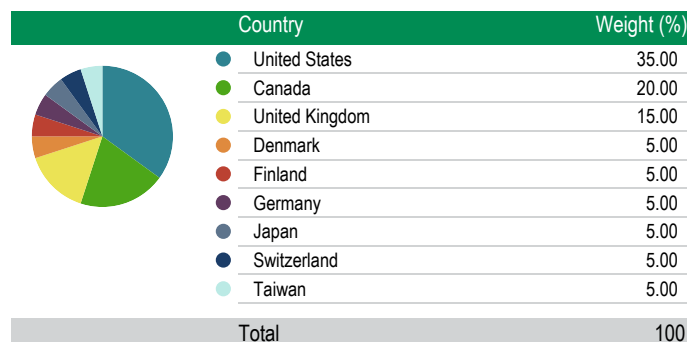 Country Weight (%)
United States 35.00
Canada 20.00
United Kingdom 15.00
Denmark 5.00
Finland 5.00
Germany 5.00
Japan 5.00
Switzerland 5.00
Taiwan 5.00
Total 100